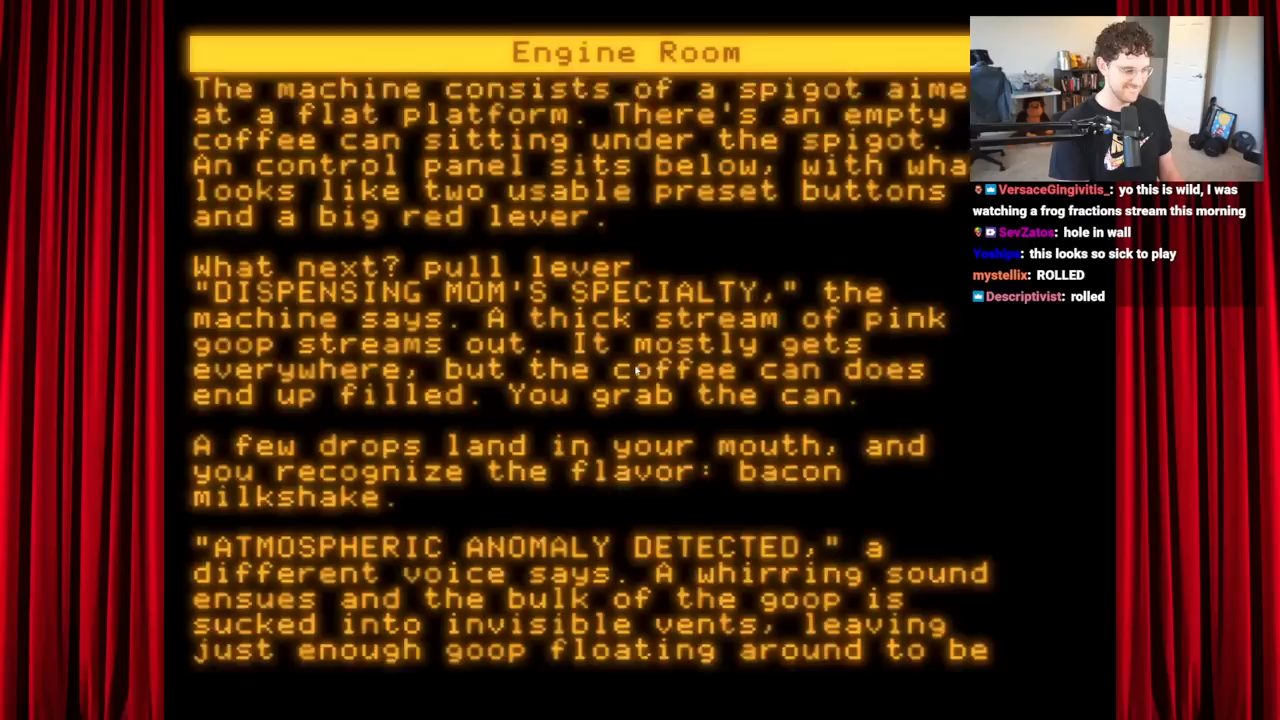 Engine Room
The machine consists of a spigot aime
at a flat platform. There's an empty
coffee can sitting under the spigot.
An control panel sits below, with wha
looks like two usable preset buttons
and a big red lever.
What next? pull lever
"DISPENSING MOM'S SPECIALTY," the
machine says. A thick stream of pink
goop streams out. It mostly gets
everywhere, but the coffee can does
end up filled. You grab the can.
A few drops land in your mouth, and
you recognize the flavor: bacon
milkshake.
"ATMOSPHERIC ANOMALY DETECTED," a
different voice says. A whirring sound
ensues and the bulk of the goop is
sucked into invisible vents, leaving
just enough goop floating around to be
VersaceGingivitis_: yo this is wild, I was
watching a frog fractions stream this morning
SevZatos: hole in wall
Yoshipe: this looks so sick to play
mystellix: ROLLED
Descriptivist: rolled